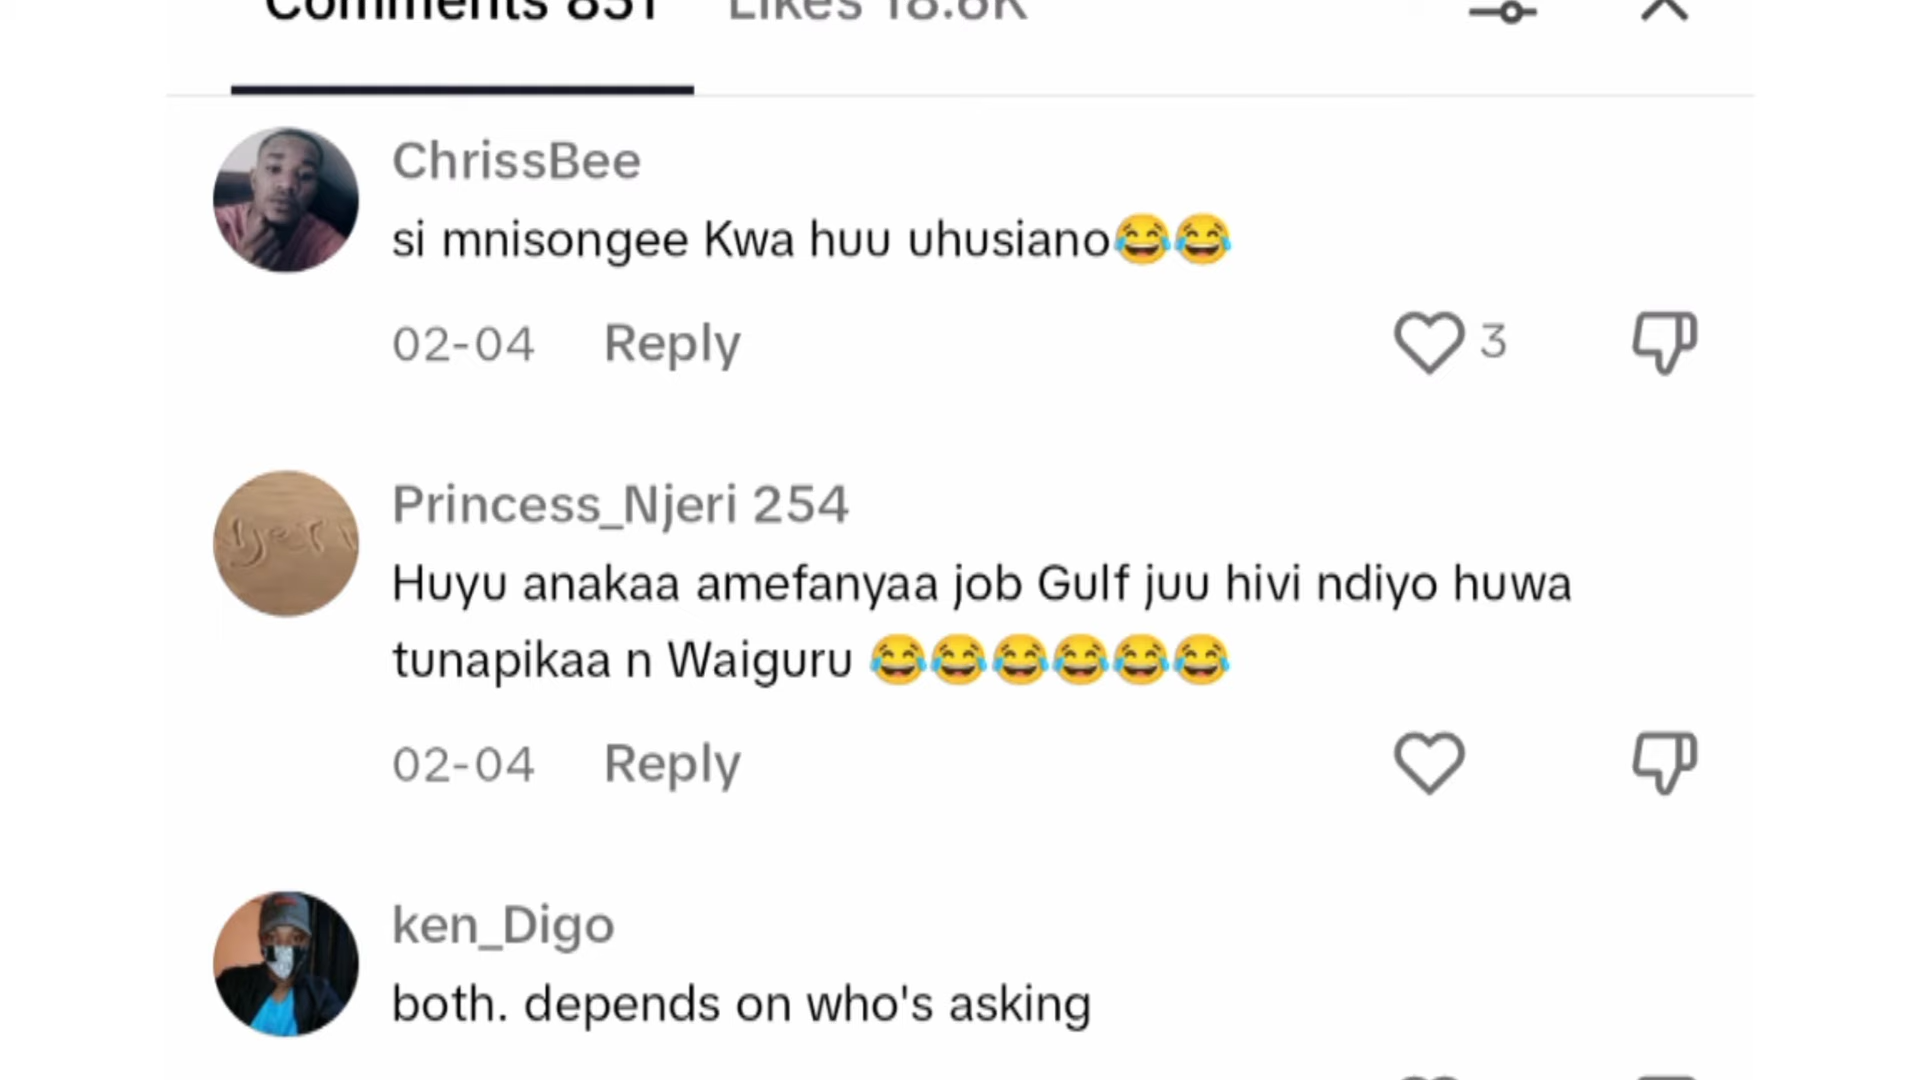 Comments 851 Likes 18.6K
ChrissBee
si mnisongee Kwa huu uhusiano😂😂
02-04 Reply 3
Princess_Njeri 254
Huyu anakaa amefanyaa job Gulf juu hivi ndiyo huwa
tunapikaa n Waiguru 😂😂😂😂😂😂
02-04 Reply
ken_Digo
both. depends on who's asking